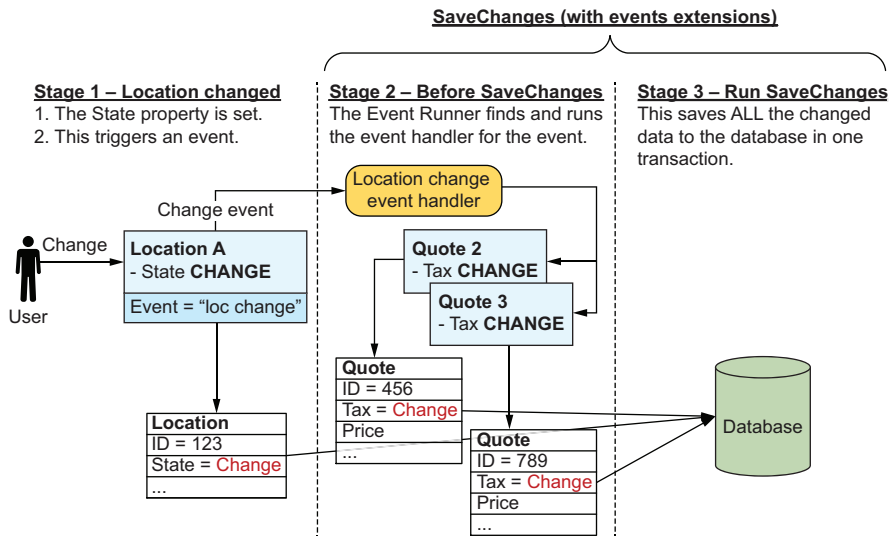 SaveChanges (with events extensions)
Stage 1 – Location changed
1. The State property is set.
2. This triggers an event.
Stage 2 – Before SaveChanges
The Event Runner finds and runs
the event handler for the event.
Stage 3 – Run SaveChanges
This saves ALL the changed
data to the database in one
transaction.
Location change
event handler
Change event
Change
User
Location A
- State CHANGE
Event = “loc change”
Quote 2
- Tax CHANGE
Quote 3
- Tax CHANGE
Location
ID = 123
State = Change
...
Quote
ID = 456
Tax = Change
Price
...
Quote
ID = 789
Tax = Change
Price
...
Database